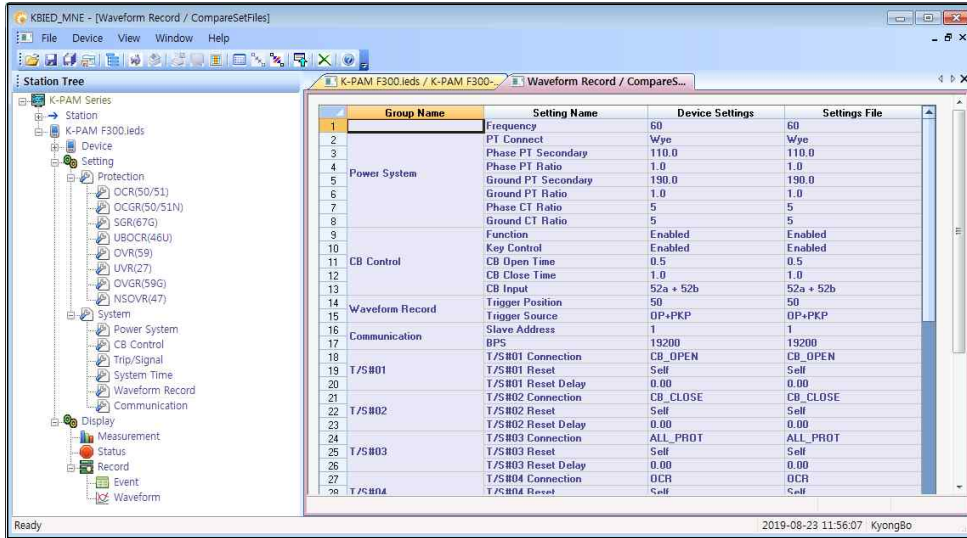 KBIED_MNE - [Waveform Record / CompareSetFiles]
File Device View Window Help
Station Tree
K-PAM Series
Station
K-PAM F300.ieds
Device
Setting
Protection
OCR(50/51)
OCGR(50/51N)
SGR(67G)
UBOCR(46U)
OVR(59)
UVR(27)
OVGR(59G)
NSOVR(47)
System
Power System
CB Control
Trip/Signal
System Time
Waveform Record
Communication
Display
Measurement
Status
Record
Event
Waveform
K-PAM F300.ieds / K-PAM F300-... Waveform Record / CompareS...
Group Name Setting Name Device Settings Settings File
1 Frequency 60 60
2 PT Connect Wye Wye
3 Phase PT Secondary 110.0 110.0
4 Phase PT Ratio 1.0 1.0
Power System
5 Ground PT Secondary 190.0 190.0
6 Ground PT Ratio 1.0 1.0
7 Phase CT Ratio 5 5
8 Ground CT Ratio 5 5
9 Function Enabled Enabled
10 Key Control Enabled Enabled
11 CB Control CB Open Time 0.5 0.5
12 CB Close Time 1.0 1.0
13 CB Input 52a + 52b 52a + 52b
14 Trigger Position 50 50
Waveform Record
15 Trigger Source OP+PKP OP+PKP
16 Slave Address 1 1
Communication
17 BPS 19200 19200
18 T/S#01 Connection CB_OPEN CB_OPEN
19 T/S#01 T/S#01 Reset Self Self
20 T/S#01 Reset Delay 0.00 0.00
21 T/S#02 Connection CB_CLOSE CB_CLOSE
22 T/S#02 T/S#02 Reset Self Self
23 T/S#02 Reset Delay 0.00 0.00
24 T/S#03 Connection ALL_PROT ALL_PROT
25 T/S#03 T/S#03 Reset Self Self
26 T/S#03 Reset Delay 0.00 0.00
27 T/S#04 Connection OCR OCR
28 T/S#04 T/S#04 Reset Self Self
Ready 2019-08-23 11:56:07 KyongBo